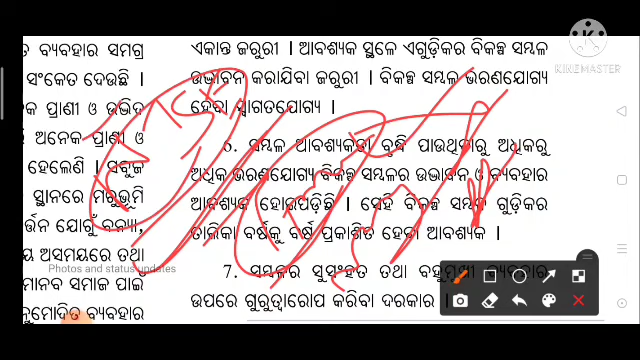 ତ ବ୍ୟବହାର ସମଗ୍ର
ସଂକେତ ଦେଉଛି ।
କ ପ୍ରାଣୀ ଓ ଉଦ୍ଭିଦ
ଅନେକ ପ୍ରାଣୀ ଓ
ହେଲେଣି । ସବୁଜ
ସ୍ଥାନରେ ମରୁଭୂମି
ର୍ତ୍ତନ ଯୋଗୁଁ ବନ୍ୟା,
ୟ ଅସମୟରେ ତଥା
ମାନବ ସମାଜ ପାଇଁ
ନୁମୋଦିତ ବ୍ୟବହାର
ଏକାନ୍ତ ଜରୁରୀ । ଆବଶ୍ୟକ ସ୍ଥଳେ ଏଗୁଡ଼ିକର ବିକଳ୍ପ ସମ୍ବଳ
ଉଦ୍ଭାବନ କରାଯିବା ଜରୁରୀ । ବିକଳ୍ପ ସମ୍ବଳ ଭରଣଯୋଗ୍ୟ
ହେବା ସ୍ୱାଗତଯୋଗ୍ୟ ।
6. ସମ୍ବଳ ଆବଶ୍ୟକତା ବୃଦ୍ଧି ପାଉଥିବାରୁ ଅଧିକରୁ
ଅଧିକ ଭରଣଯୋଗ୍ୟ ବିକଳ୍ପ ସମ୍ବଳର ଉଦ୍ଭାବନ ଓ ବ୍ୟବହାର
ଆବଶ୍ୟକ ହୋଇପଡ଼ିଛି । ସେହି ବିକଳ୍ପ ସମ୍ବଳ ଗୁଡ଼ିକର
ତାଲିକା ବର୍ଷକୁ ବର୍ଷ ପ୍ରକାଶିତ ହେବା ଆବଶ୍ୟକ ।
7. ସମ୍ବଳର ସୁସଂହତ ତଥା ବହୁମୁଖୀ ବ୍ୟବହାର
ଉପରେ ଗୁରୁତ୍ୱାରୋପ କରିବା ଦରକାର ।
Photos and status updates
KINEMASTER